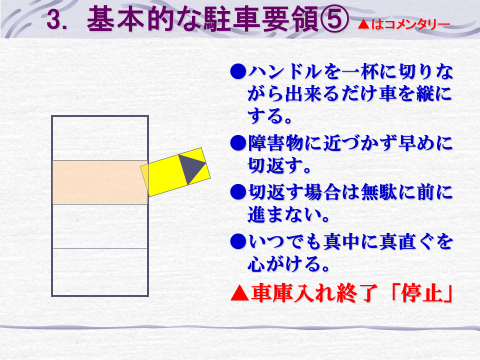 3. 基本的な駐車要領⑤ ▲はコメンタリー
●ハンドルを一杯に切りな
がら出来るだけ車を縦に
する。
●障害物に近づかず早めに
切返す。
●切返す場合は無駄に前に
進まない。
●いつでも真中に真直ぐを
心がける。
▲車庫入れ終了「停止」